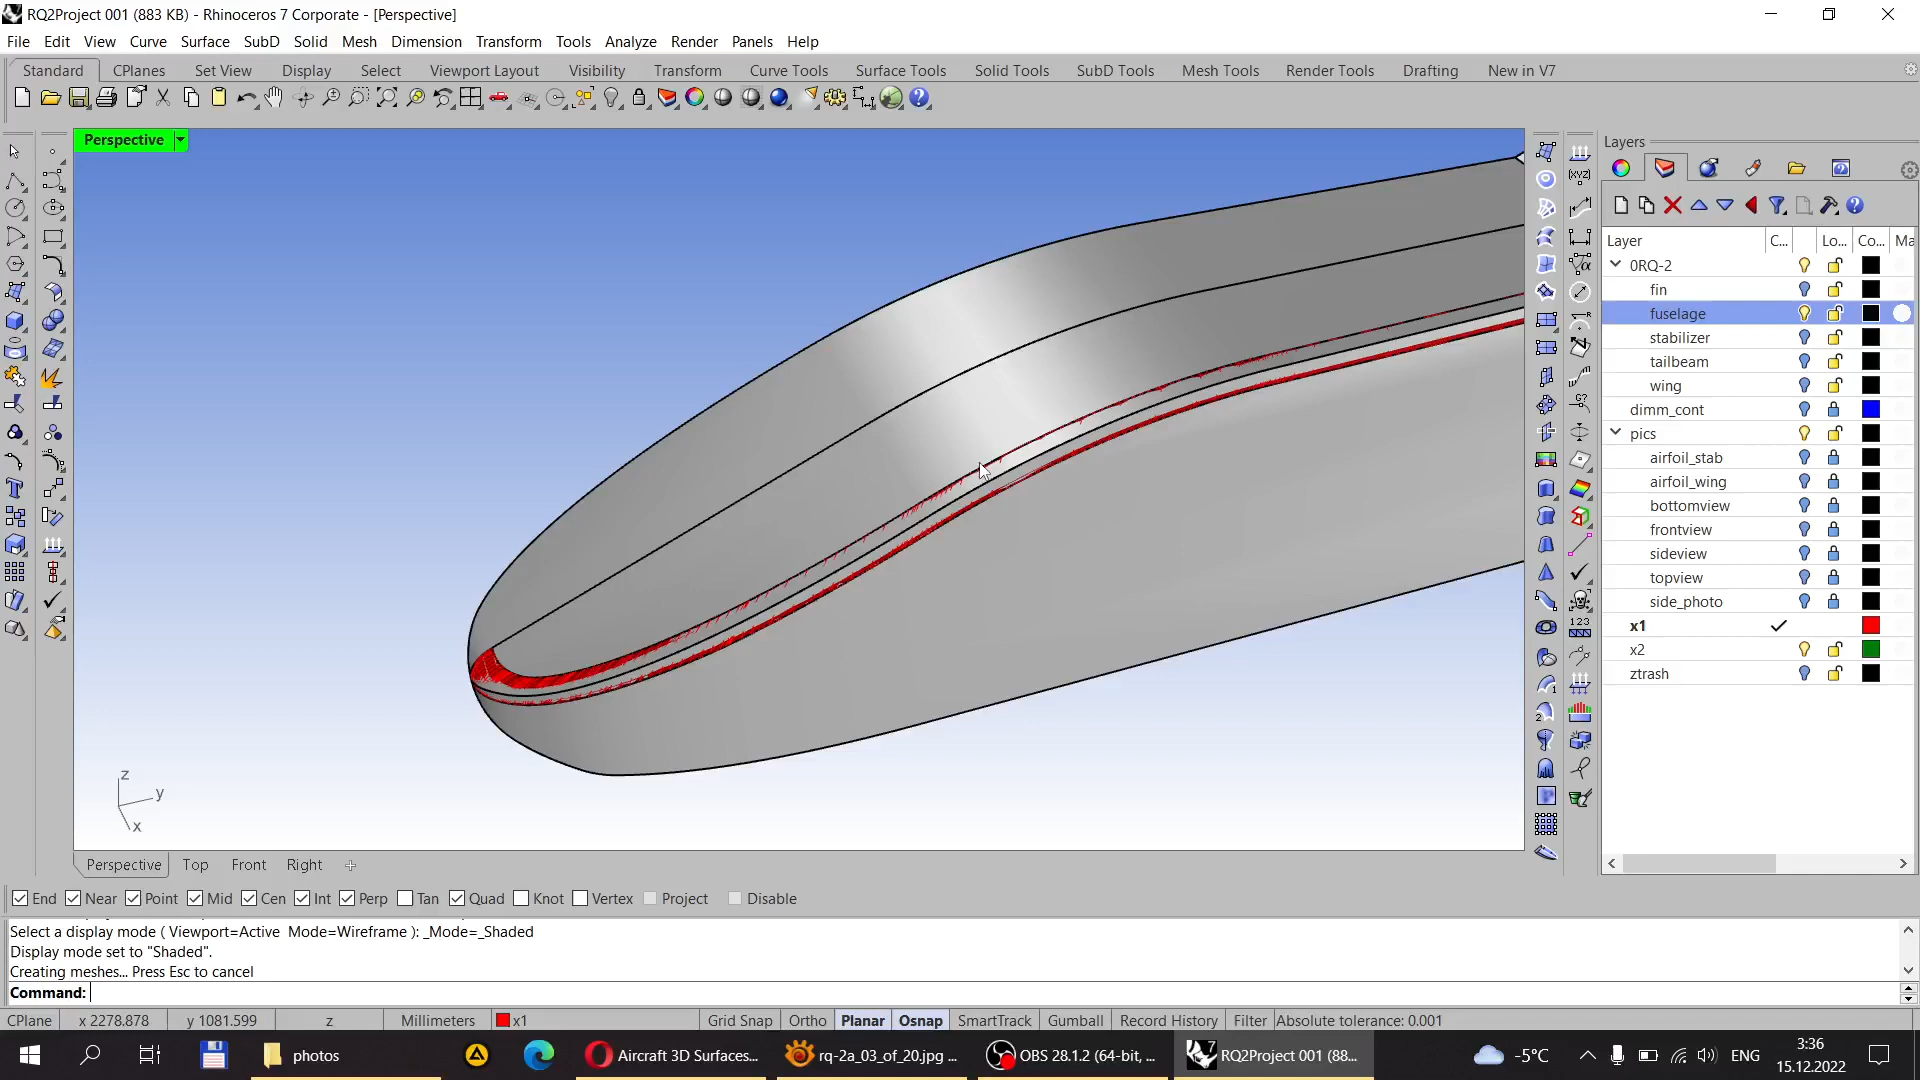 RQ2Project 001 (883 KB) - Rhinoceros 7 Corporate - [Perspective]
File Edit View Curve Surface SubD Solid Mesh Dimension Transform Tools Analyze Render Panels Help
Standard CPlanes Set View Display Select Viewport Layout Visibility Transform Curve Tools Surface Tools Solid Tools SubD Tools Mesh Tools Render Tools Drafting New in V7
Perspective
Layers
Layer C... Lo... Co... Ma
0RQ-2
fin
fuselage
stabilizer
tailbeam
wing
dimm_cont
pics
airfoil_stab
airfoil_wing
bottomview
frontview
sideview
topview
side_photo
x1
x2
ztrash
z
y
x
Perspective Top Front Right
End Near Point Mid Cen Int Perp Tan Quad Knot Vertex Project Disable
Select a display mode ( Viewport=Active Mode=Wireframe ): _Mode=_Shaded
Display mode set to "Shaded".
Creating meshes... Press Esc to cancel
Command:
CPlane x 2278.878 y 1081.599 z Millimeters x1 Grid Snap Ortho Planar Osnap SmartTrack Gumball Record History Filter Absolute tolerance: 0.001
photos Aircraft 3D Surfaces... rq-2a_03_of_20.jpg ... OBS 28.1.2 (64-bit, ... RQ2Project 001 (88... -5°C ENG 3:36
15.12.2022